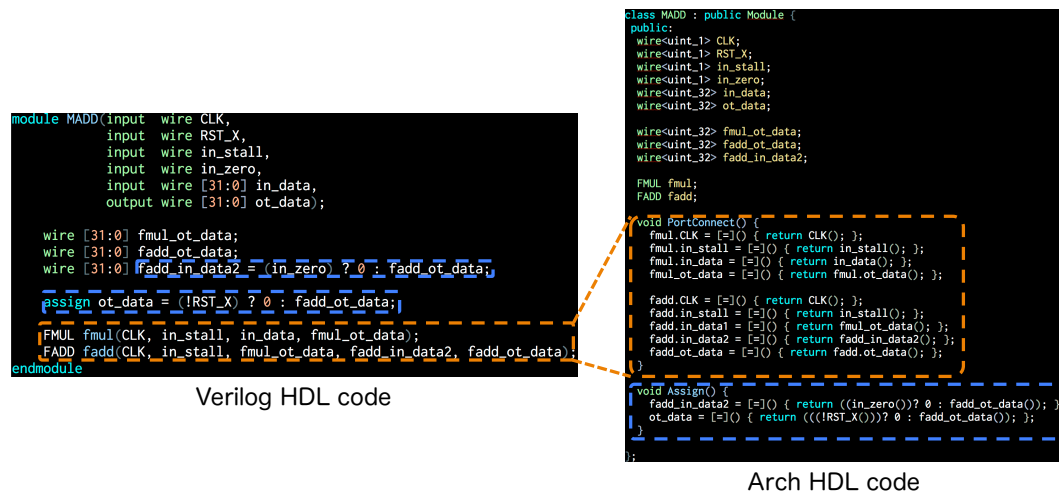 module MADD(input  wire CLK,
            input  wire RST_X,
            input  wire in_stall,
            input  wire in_zero,
            input  wire [31:0] in_data,
            output wire [31:0] ot_data);
    wire [31:0] fmul_ot_data;
    wire [31:0] fadd_ot_data;
    wire [31:0] fadd_in_data2 = (in_zero) ? 0 : fadd_ot_data;
    assign ot_data = (!RST_X) ? 0 : fadd_ot_data;
    FMUL fmul(CLK, in_stall, in_data, fmul_ot_data);
    FADD fadd(CLK, in_stall, fmul_ot_data, fadd_in_data2, fadd_ot_data);
endmodule
Verilog HDL code
class MADD : public Module {
 public:
  wire<uint_1> CLK;
  wire<uint_1> RST_X;
  wire<uint_1> in_stall;
  wire<uint_1> in_zero;
  wire<uint_32> in_data;
  wire<uint_32> ot_data;
  wire<uint_32> fmul_ot_data;
  wire<uint_32> fadd_ot_data;
  wire<uint_32> fadd_in_data2;
  FMUL fmul;
  FADD fadd;
  void PortConnect() {
    fmul.CLK = [=]() { return CLK(); };
    fmul.in_stall = [=]() { return in_stall(); };
    fmul.in_data = [=]() { return in_data(); };
    fmul_ot_data = [=]() { return fmul.ot_data(); };
    fadd.CLK = [=]() { return CLK(); };
    fadd.in_stall = [=]() { return in_stall(); };
    fadd.in_data1 = [=]() { return fmul_ot_data(); };
    fadd.in_data2 = [=]() { return fadd_in_data2(); };
    fadd_ot_data = [=]() { return fadd.ot_data(); };
  }
  void Assign() {
    fadd_in_data2 = [=]() { return ((in_zero())? 0 : fadd_ot_data()); }
    ot_data = [=]() { return (((!RST_X()))? 0 : fadd_ot_data()); };
  }
};
Arch HDL code